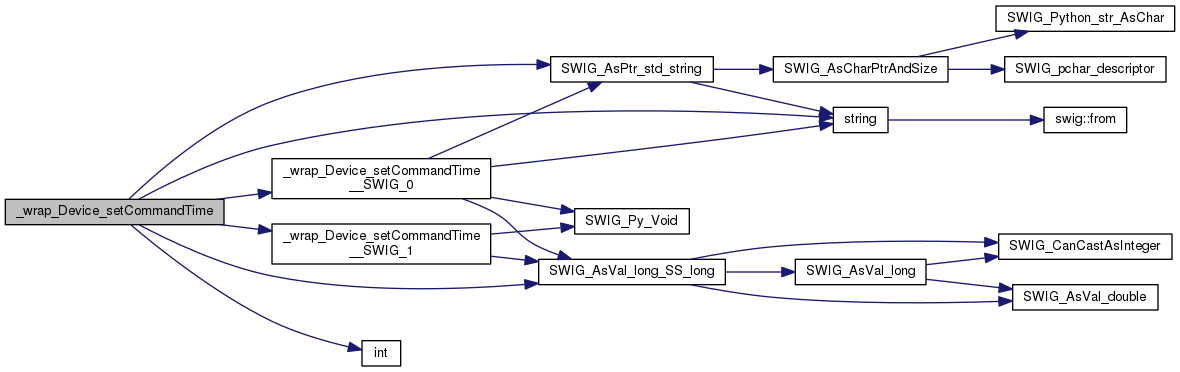 _wrap_Device_setCommandTime
_wrap_Device_setCommandTime
__SWIG_0
_wrap_Device_setCommandTime
__SWIG_1
int
SWIG_AsPtr_std_string
SWIG_Py_Void
SWIG_AsVal_long_SS_long
SWIG_AsCharPtrAndSize
string
SWIG_AsVal_long
SWIG_Python_str_AsChar
SWIG_pchar_descriptor
swig::from
SWIG_CanCastAsInteger
SWIG_AsVal_double